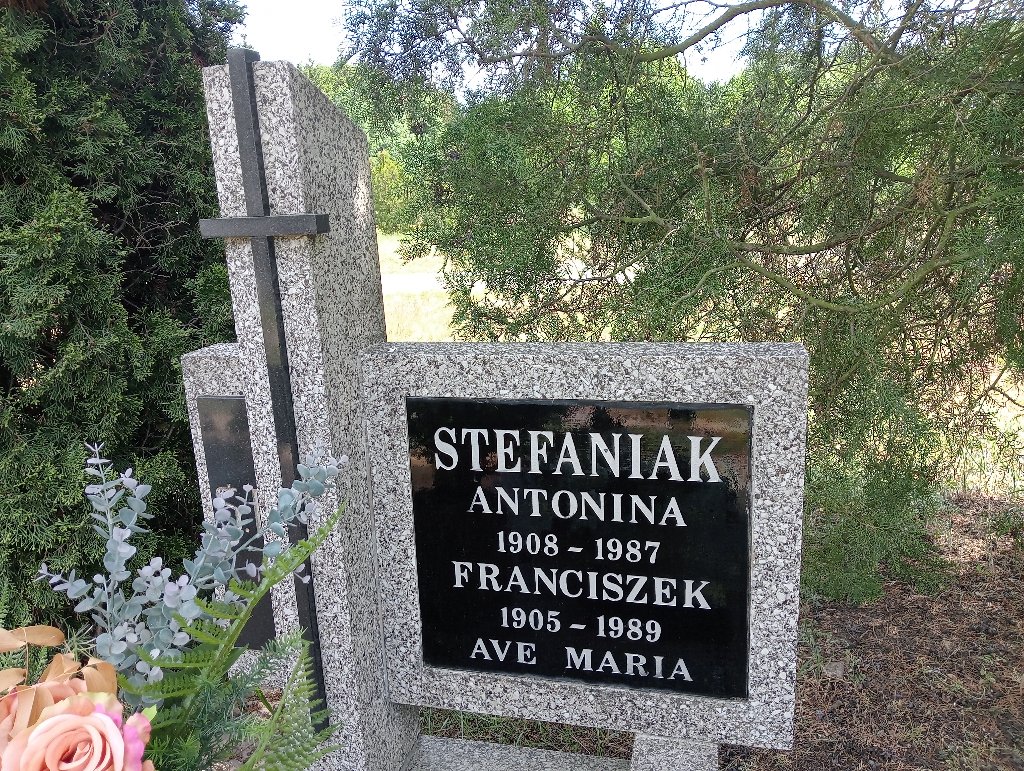 STEFANIAK
ANTONINA
1908 – 1987
FRANCISZEK
1905 – 1989
AVE MARIA